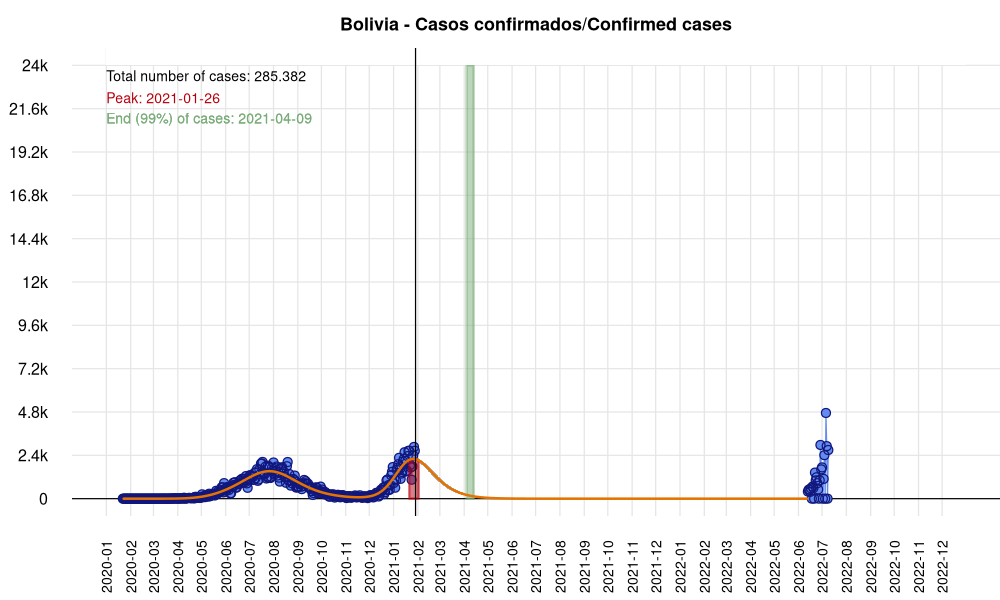 Bolivia - Casos confirmados/Confirmed cases
24k
Total number of cases: 285.382
Peak: 2021-01-26
21.6k
End (99%) of cases: 2021-04-09
19.2k
16.8k
14.4k
12k
9.6k
7.2k
4.8k
2.4k
0
2020-01
2020-02
2020-03
2020-04
2020-05
2020-06
2020-07
2020-08
2020-09
2020-10
2020-11
2020-12
2021-01
2021-02
2021-03
2021-04
2021-05
2021-06
2021-07
2021-08
2021-09
2021-10
2021-11
2021-12
2022-01
2022-02
2022-03
2022-04
2022-05
2022-06
2022-07
2022-08
2022-09
2022-10
2022-11
2022-12